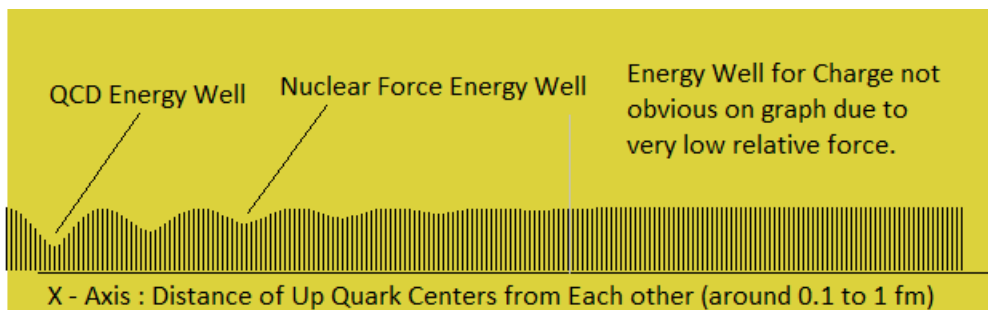 QCD Energy Well
Nuclear Force Energy Well
Energy Well for Charge not
obvious on graph due to
very low relative force.
X - Axis : Distance of Up Quark Centers from Each other (around 0.1 to 1 fm)